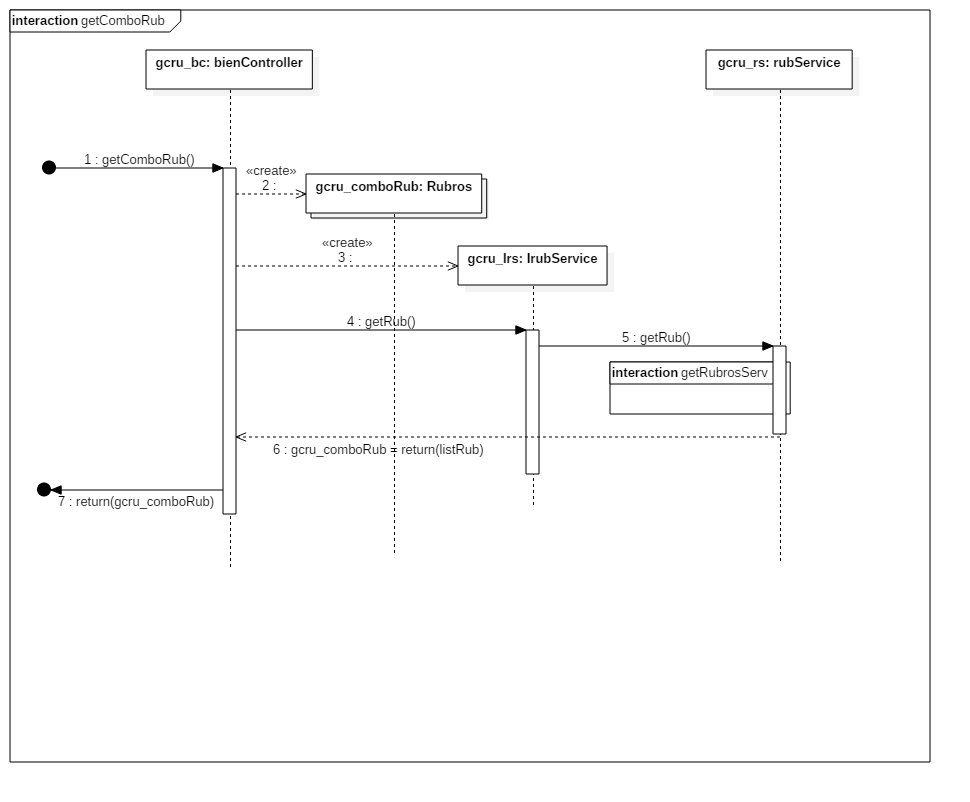 interaction getComboRub
gcru_bc: bienController
gcru_rs: rubService
1 : getComboRub()
«create»
2 :
gcru_comboRub: Rubros
«create»
3 :
gcru_Irs: IrubService
4 : getRub()
5 : getRub()
interaction getRubrosServ
6 : gcru_comboRub = return(listRub)
7 : return(gcru_comboRub)